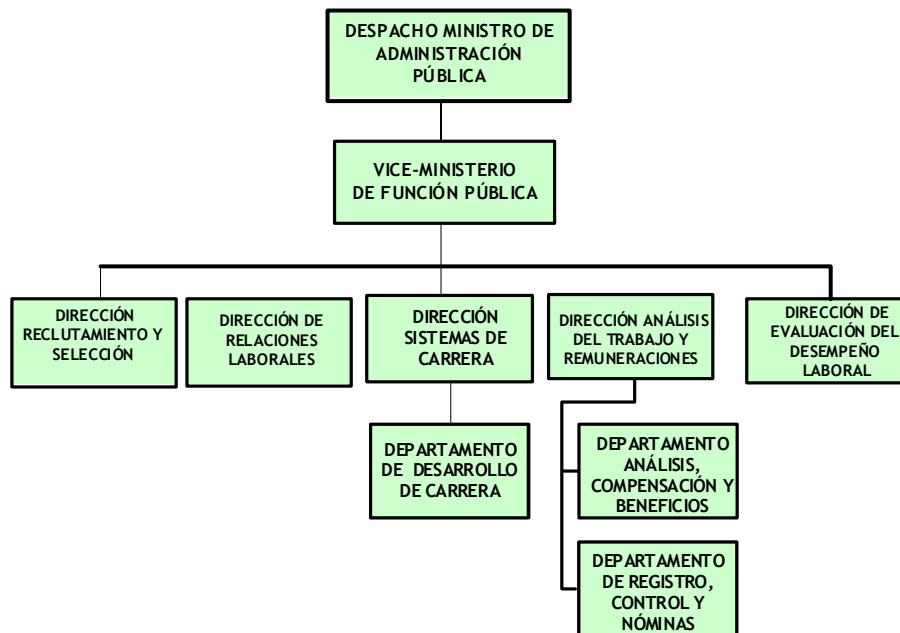 DESPACHO MINISTRO DE
ADMINISTRACIÓN
PÚBLICA
VICE-MINISTERIO
DE FUNCIÓN PÚBLICA
DIRECCIÓN
RECLUTAMIENTO Y
SELECCIÓN
DIRECCIÓN DE
RELACIONES
LABORALES
DIRECCIÓN
SISTEMAS DE
CARRERA
DIRECCIÓN ANÁLISIS
DEL TRABAJO Y
REMUNERACIONES
DIRECCIÓN DE
EVALUACIÓN DEL
DESEMPEÑO
LABORAL
DEPARTAMENTO
DE DESARROLLO
DE CARRERA
DEPARTAMENTO
ANÁLISIS,
COMPENSACIÓN Y
BENEFICIOS
DEPARTAMENTO
DE REGISTRO,
CONTROL Y
NÓMINAS